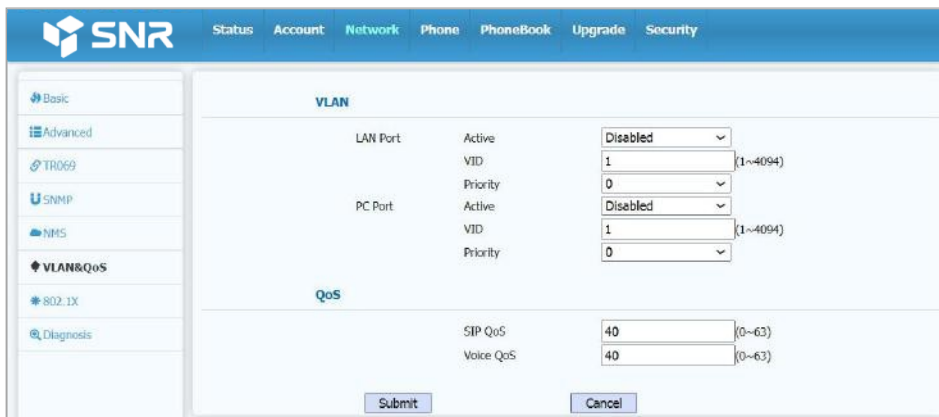 SNR
Status Account Network Phone PhoneBook Upgrade Security
Basic
Advanced
TR069
SNMP
NMS
VLAN&QoS
802.1X
Diagnosis
VLAN
LAN Port Active Disabled
VID 1 (1~4094)
Priority 0
PC Port Active Disabled
VID 1 (1~4094)
Priority 0
QoS
SIP QoS 40 (0~63)
Voice QoS 40 (0~63)
Submit Cancel